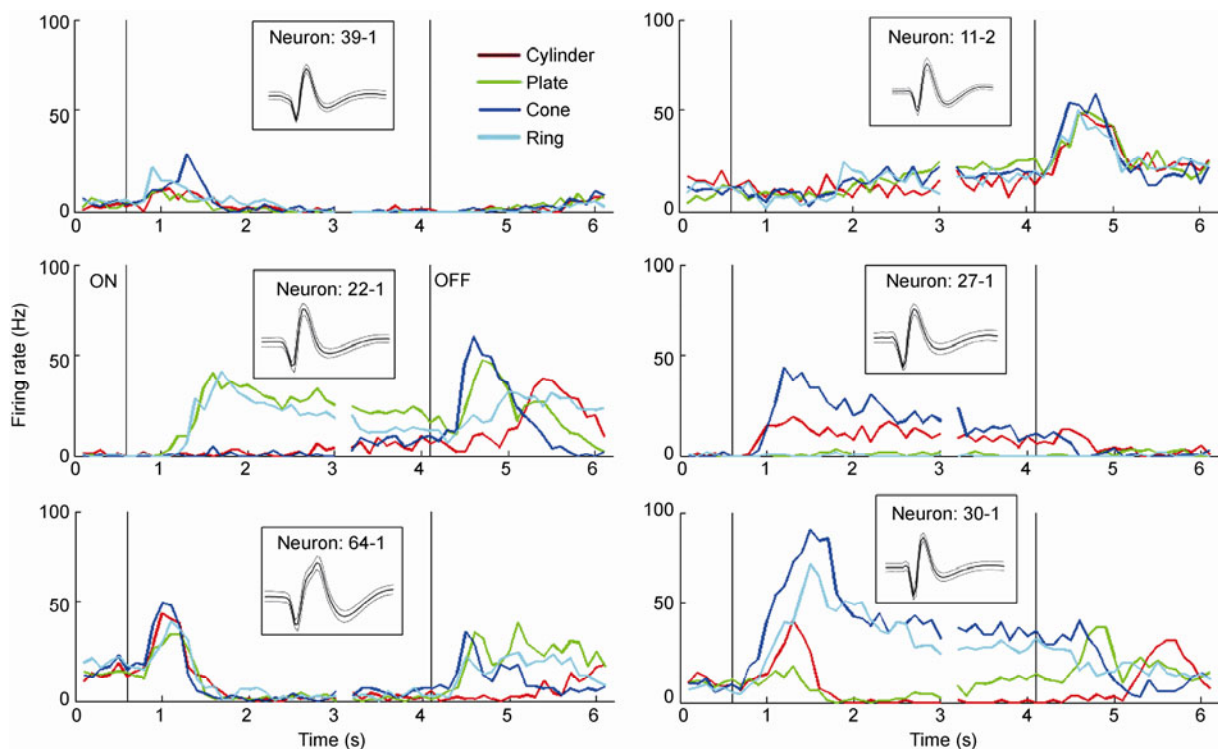 100
50
0
0 1 2 3 4 5 6
Neuron: 39-1
Cylinder
Plate
Cone
Ring
100
50
0
0 1 2 3 4 5 6
Neuron: 11-2
Firing rate (Hz)
100
50
0
0 1 2 3 4 5 6
ON
Neuron: 22-1
OFF
100
50
0
0 1 2 3 4 5 6
Neuron: 27-1
100
50
0
0 1 2 3 4 5 6
Neuron: 64-1
Time (s)
100
50
0
0 1 2 3 4 5 6
Neuron: 30-1
Time (s)